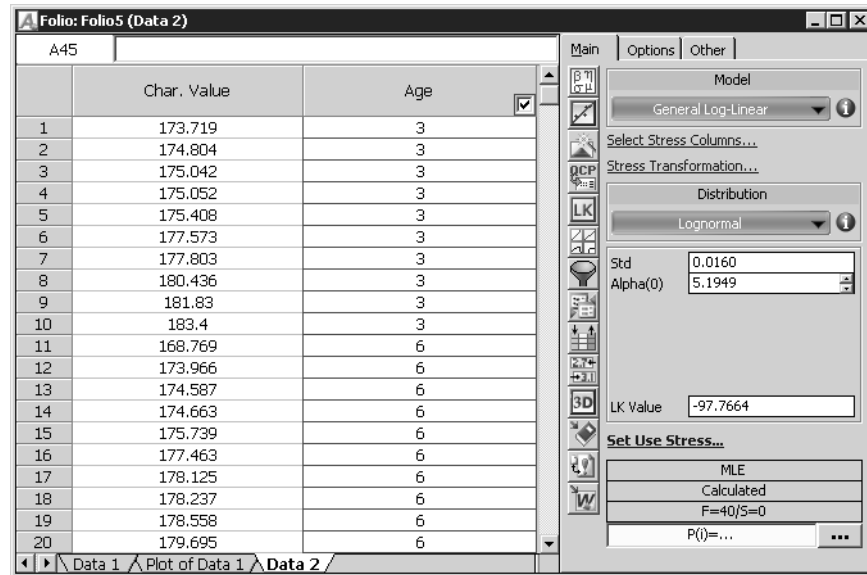 Folio: Folio5 (Data 2)
A45
Char. Value Age
1 173.719 3
2 174.804 3
3 175.042 3
4 175.052 3
5 175.408 3
6 177.573 3
7 177.803 3
8 180.436 3
9 181.83 3
10 183.4 3
11 168.769 6
12 173.966 6
13 174.587 6
14 174.663 6
15 175.739 6
16 177.463 6
17 178.125 6
18 178.237 6
19 178.558 6
20 179.695 6
Data 1 Plot of Data 1 Data 2
Main Options Other
βη
σμ
QCP
LK
3D
W
Model
General Log-Linear
Select Stress Columns...
Stress Transformation...
Distribution
Lognormal
Std 0.0160
Alpha(0) 5.1949
LK Value -97.7664
Set Use Stress...
MLE
Calculated
F=40/S=0
P(i)=... ...